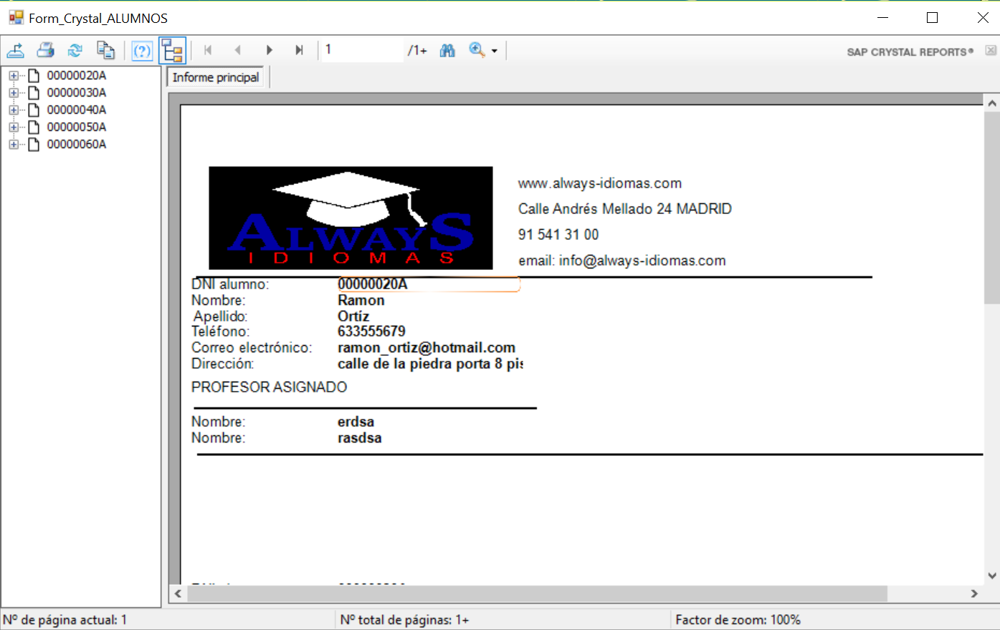 Form_Crystal_ALUMNOS
1 /1+ SAP CRYSTAL REPORTS®
00000020A
00000030A
00000040A
00000050A
00000060A
Informe principal
ALWAYS
IDIOMAS
www.always-idiomas.com
Calle Andrés Mellado 24 MADRID
91 541 31 00
email: info@always-idiomas.com
DNI alumno: 00000020A
Nombre: Ramon
Apellido: Ortíz
Teléfono: 633555679
Correo electrónico: ramon_ortiz@hotmail.com
Dirección: calle de la piedra porta 8 pis
PROFESOR ASIGNADO
Nombre: erdsa
Nombre: rasdsa
Nº de página actual: 1 Nº total de páginas: 1+ Factor de zoom: 100%